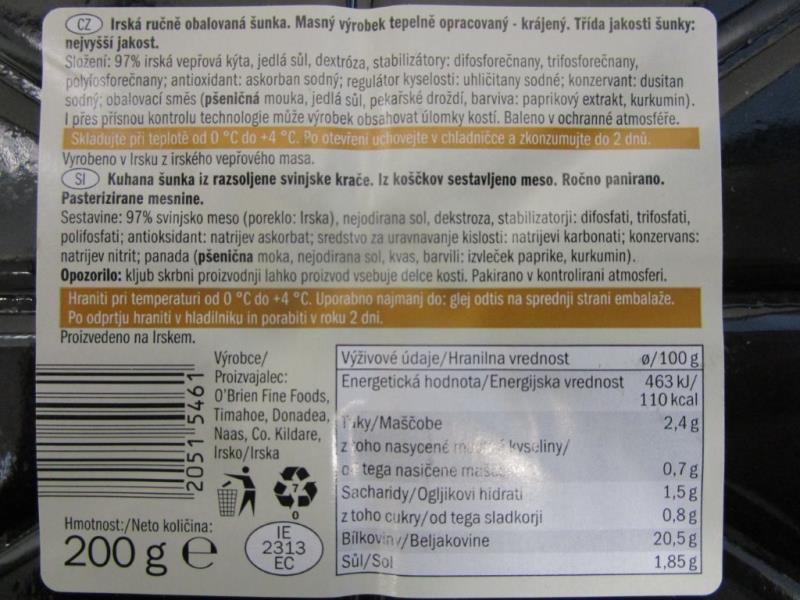 CZ Irská ručně obalovaná šunka. Masný výrobek tepelně opracovaný - krájený. Třída jakosti šunky:
nejvyšší jakost.
Složení: 97% irská vepřová kýta, jedlá sůl, dextróza, stabilizátory: difosforečnany, trifosforečnany,
polyfosforečnany; antioxidant: askorban sodný; regulátor kyselosti: uhličitany sodné; konzervant: dusitan
sodný; obalovací směs (pšeničná mouka, jedlá sůl, pekařské droždí, barviva: paprikový extrakt, kurkumin).
I přes přísnou kontrolu technologie může výrobek obsahovat úlomky kostí. Baleno v ochranné atmosféře.
Skladujte při teplotě od 0 °C do +4 °C. Po otevření uchovejte v chladničce a zkonzumujte do 2 dnů.
Vyrobeno v Irsku z irského vepřového masa.
SI Kuhana šunka iz razsoljene svinjske krače. Iz koščkov sestavljeno meso. Ročno panirano.
Pasterizirane mesnine.
Sestavine: 97% svinjsko meso (poreklo: Irska), nejodirana sol, dekstroza, stabilizatorji: difosfati, trifosfati,
polifosfati; antioksidant: natrijev askorbat; sredstvo za uravnavanje kislosti: natrijevi karbonati; konzervans:
natrijev nitrit; panada (pšenična moka, nejodirana sol, kvas, barvili: izvleček paprike, kurkumin).
Opozorilo: kljub skrbni proizvodnji lahko proizvod vsebuje delce kosti. Pakirano v kontrolirani atmosferi.
Hraniti pri temperaturi od 0 °C do +4 °C. Uporabno najmanj do: glej odtis na sprednji strani embalaže.
Po odprtju hraniti v hladilniku in porabiti v roku 2 dni.
Proizvedeno na Irskem.
2051 5461
Výrobce/
Proizvajalec:
O'Brien Fine Foods,
Timahoe, Donadea,
Naas, Co. Kildare,
Irsko/Irska
7
0
Hmotnost:/Neto količina:
200 g e
IE
2313
EC
Výživové údaje/Hranilna vrednost ø/100 g
Energetická hodnota/Energijska vrednost 463 kJ/
110 kcal
/Maščobe 2,4 g
z toho nasycené kyseliny/
od tega nasičene 0,7 g
Sacharidy/Ogljikovi hidrati 1,5 g
z toho cukry/od tega sladkorji 0,8 g
Bílkoviny/Beljakovine 20,5 g
Sůl/Sol 1,85 g